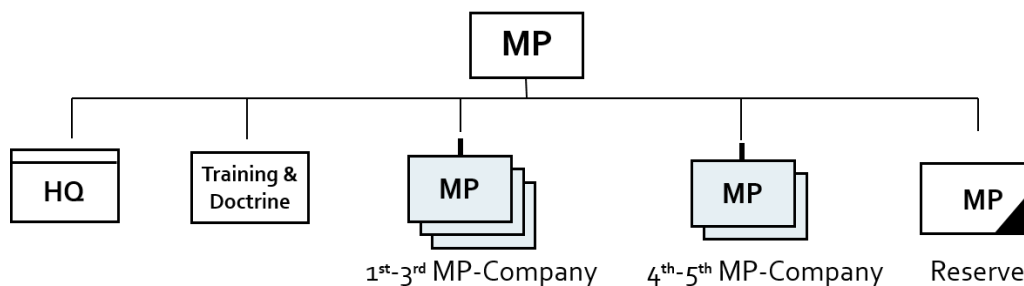 MP
HQ
Training &
Doctrine
MP
MP
MP
1st-3rd MP-Company
4th-5th MP-Company
Reserve